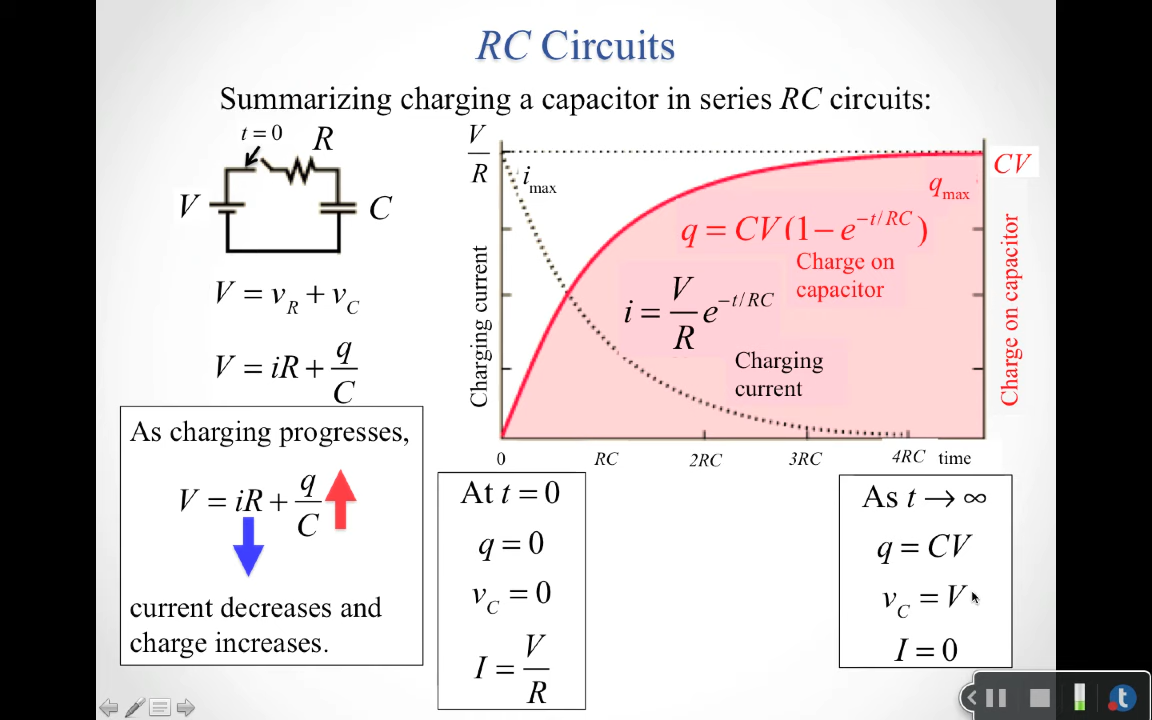 RC Circuits
Summarizing charging a capacitor in series RC circuits:
t = 0
R
V
C
V = v_R + v_C
V = iR + q/C
As charging progresses,
V = iR + q/C
current decreases and
charge increases.
V/R
i_max
CV
q_max
q = CV(1 − e^{−t/RC})
Charge on
capacitor
i = V/R e^{−t/RC}
Charging
current
Charging current
Charge on capacitor
0 RC 2RC 3RC 4RC time
At t = 0
q = 0
v_C = 0
I = V/R
As t → ∞
q = CV
v_C = V
I = 0
t